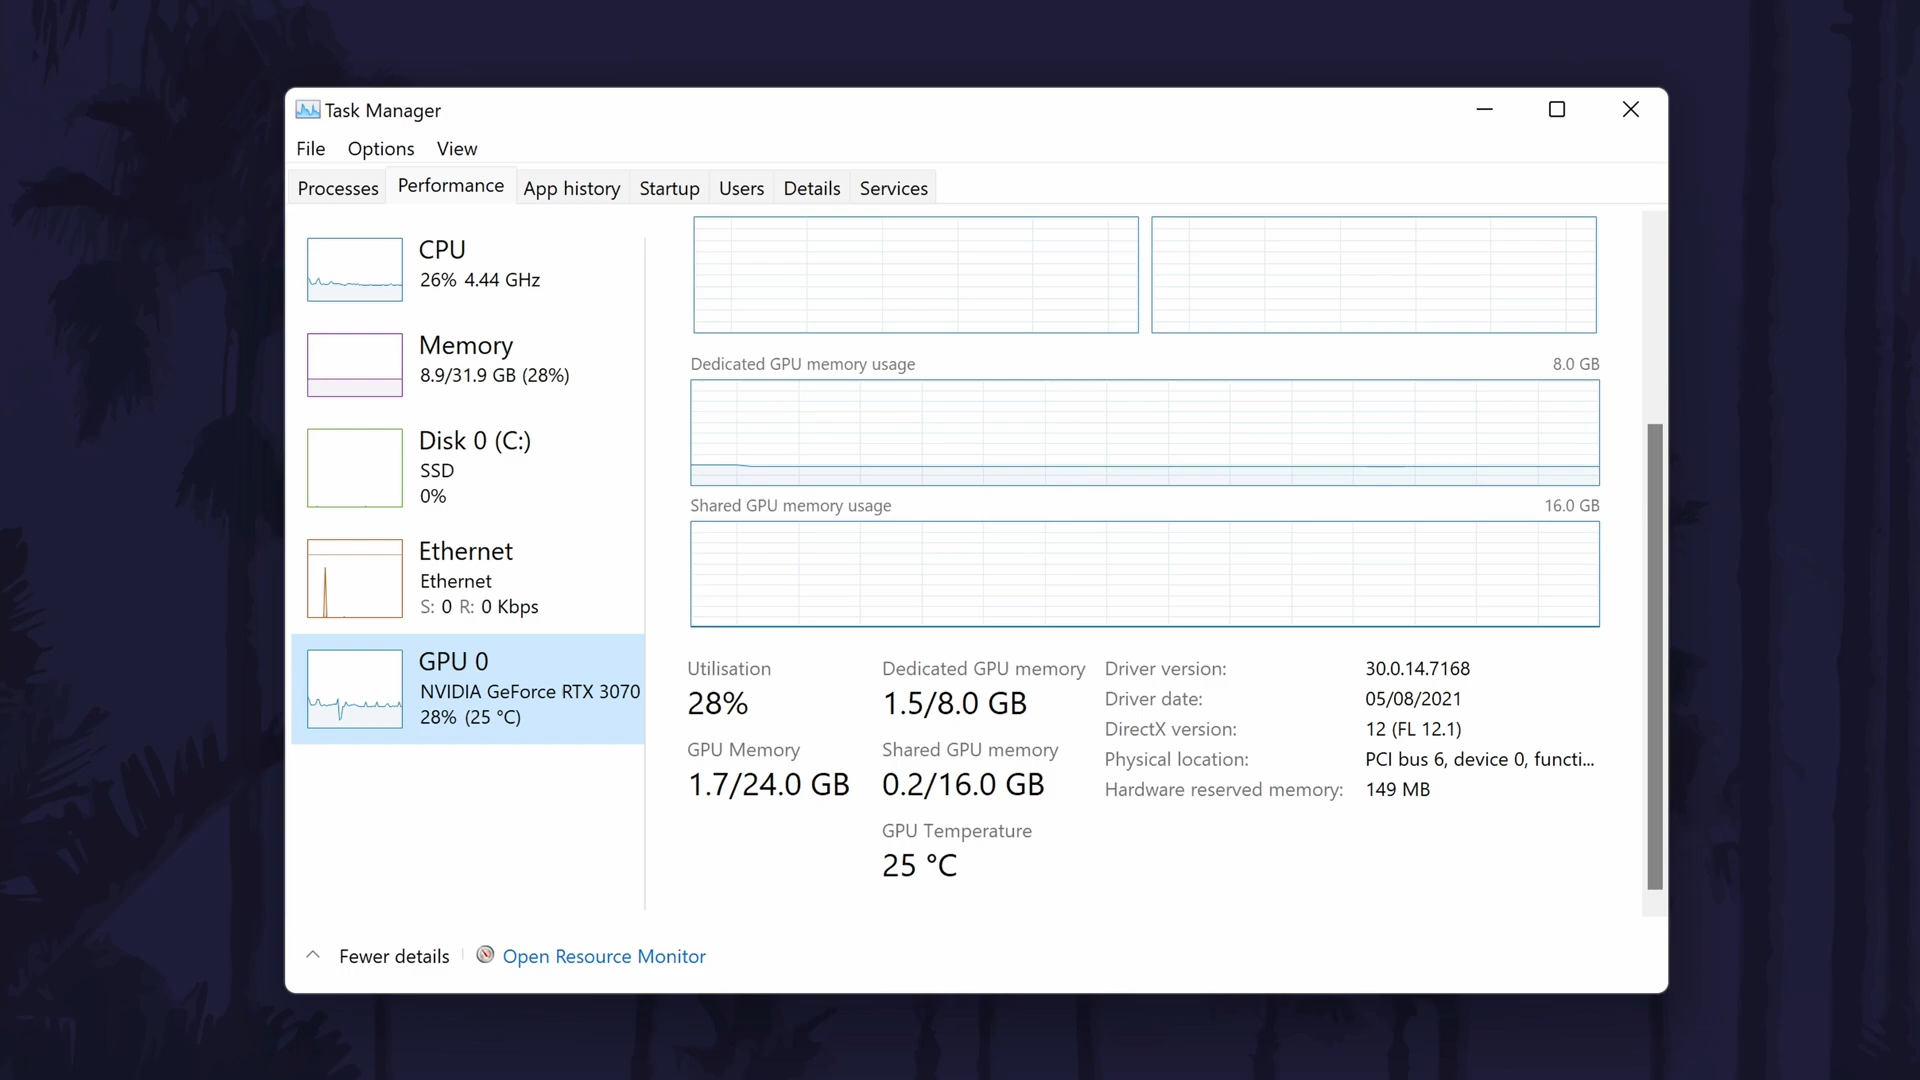 Task Manager
File Options View
Processes Performance App history Startup Users Details Services
CPU
26% 4.44 GHz
Memory
8.9/31.9 GB (28%)
Disk 0 (C:)
SSD
0%
Ethernet
Ethernet
S: 0 R: 0 Kbps
GPU 0
NVIDIA GeForce RTX 3070
28% (25 °C)
Dedicated GPU memory usage 8.0 GB
Shared GPU memory usage 16.0 GB
Utilisation
28%
GPU Memory
1.7/24.0 GB
Dedicated GPU memory
1.5/8.0 GB
Shared GPU memory
0.2/16.0 GB
GPU Temperature
25 °C
Driver version: 30.0.14.7168
Driver date: 05/08/2021
DirectX version: 12 (FL 12.1)
Physical location: PCI bus 6, device 0, functi...
Hardware reserved memory: 149 MB
Fewer details Open Resource Monitor